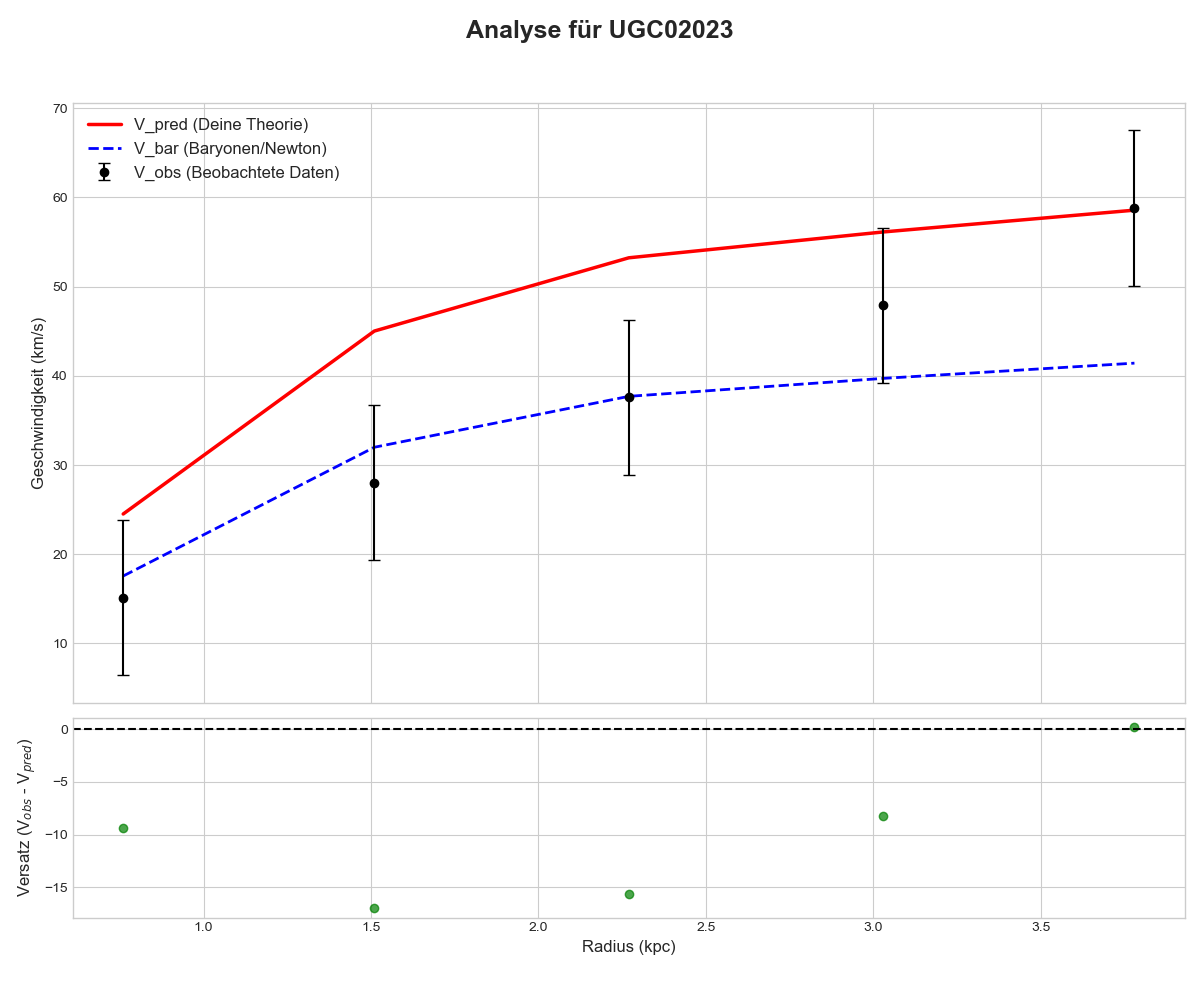 Analyse für UGC02023
V_pred (Deine Theorie)
V_bar (Baryonen/Newton)
V_obs (Beobachtete Daten)
Geschwindigkeit (km/s)
70
60
50
40
30
20
10
Versatz (V_obs - V_pred)
0
−5
−10
−15
1.0 1.5 2.0 2.5 3.0 3.5
Radius (kpc)